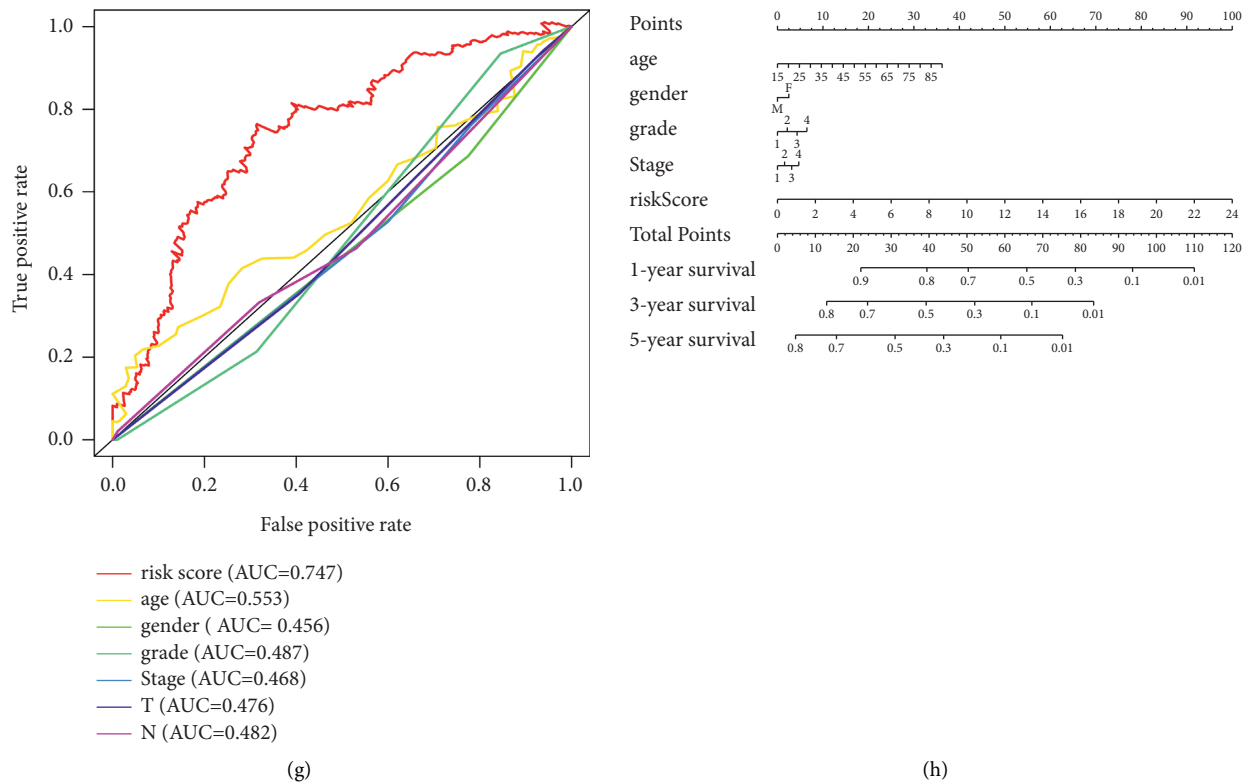 1.0
0.8
0.6
0.4
0.2
0.0
True positive rate
0.0 0.2 0.4 0.6 0.8 1.0
False positive rate
risk score (AUC=0.747)
age (AUC=0.553)
gender ( AUC= 0.456)
grade (AUC=0.487)
Stage (AUC=0.468)
T (AUC=0.476)
N (AUC=0.482)
(g)
Points 0 10 20 30 40 50 60 70 80 90 100
age
15 25 35 45 55 65 75 85
F
gender
M
2 4
grade
1 3
2 4
Stage
1 3
riskScore
0 2 4 6 8 10 12 14 16 18 20 22 24
Total Points
0 10 20 30 40 50 60 70 80 90 100 110 120
1-year survival
0.9 0.8 0.7 0.5 0.3 0.1 0.01
3-year survival
0.8 0.7 0.5 0.3 0.1 0.01
5-year survival
0.8 0.7 0.5 0.3 0.1 0.01
(h)